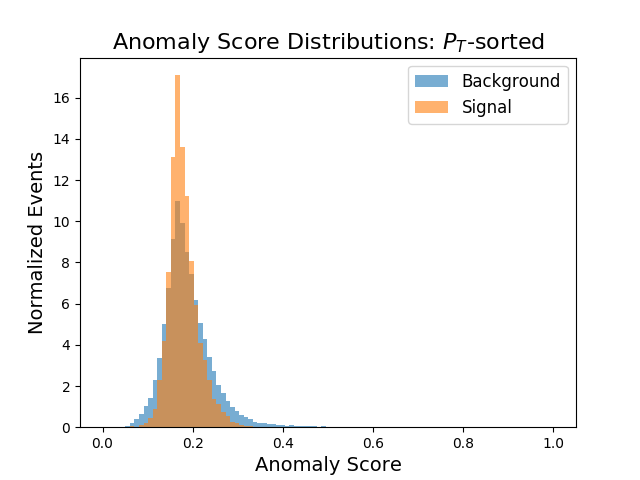 Anomaly Score Distributions: $P_T$-sorted
Background
Signal
Normalized Events
16
14
12
10
8
6
4
2
0
0.0 0.2 0.4 0.6 0.8 1.0
Anomaly Score